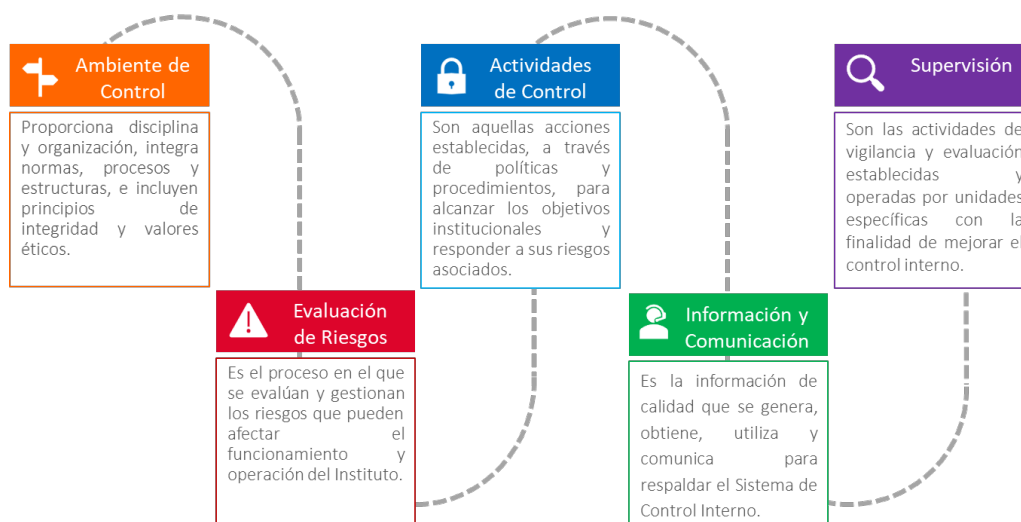 Ambiente de
Control
Proporciona disciplina
y organización, integra
normas, procesos y
estructuras, e incluyen
principios de
integridad y valores
éticos.
Evaluación
de Riesgos
Es el proceso en el que
se evalúan y gestionan
los riesgos que pueden
afectar el
funcionamiento y
operación del Instituto.
Actividades
de Control
Son aquellas acciones
establecidas, a través
de políticas y
procedimientos, para
alcanzar los objetivos
institucionales y
responder a sus riesgos
asociados.
Información y
Comunicación
Es la información de
calidad que se genera,
obtiene, utiliza y
comunica para
respaldar el Sistema de
Control Interno.
Supervisión
Son las actividades de
vigilancia y evaluación
establecidas y
operadas por unidades
específicas con la
finalidad de mejorar el
control interno.